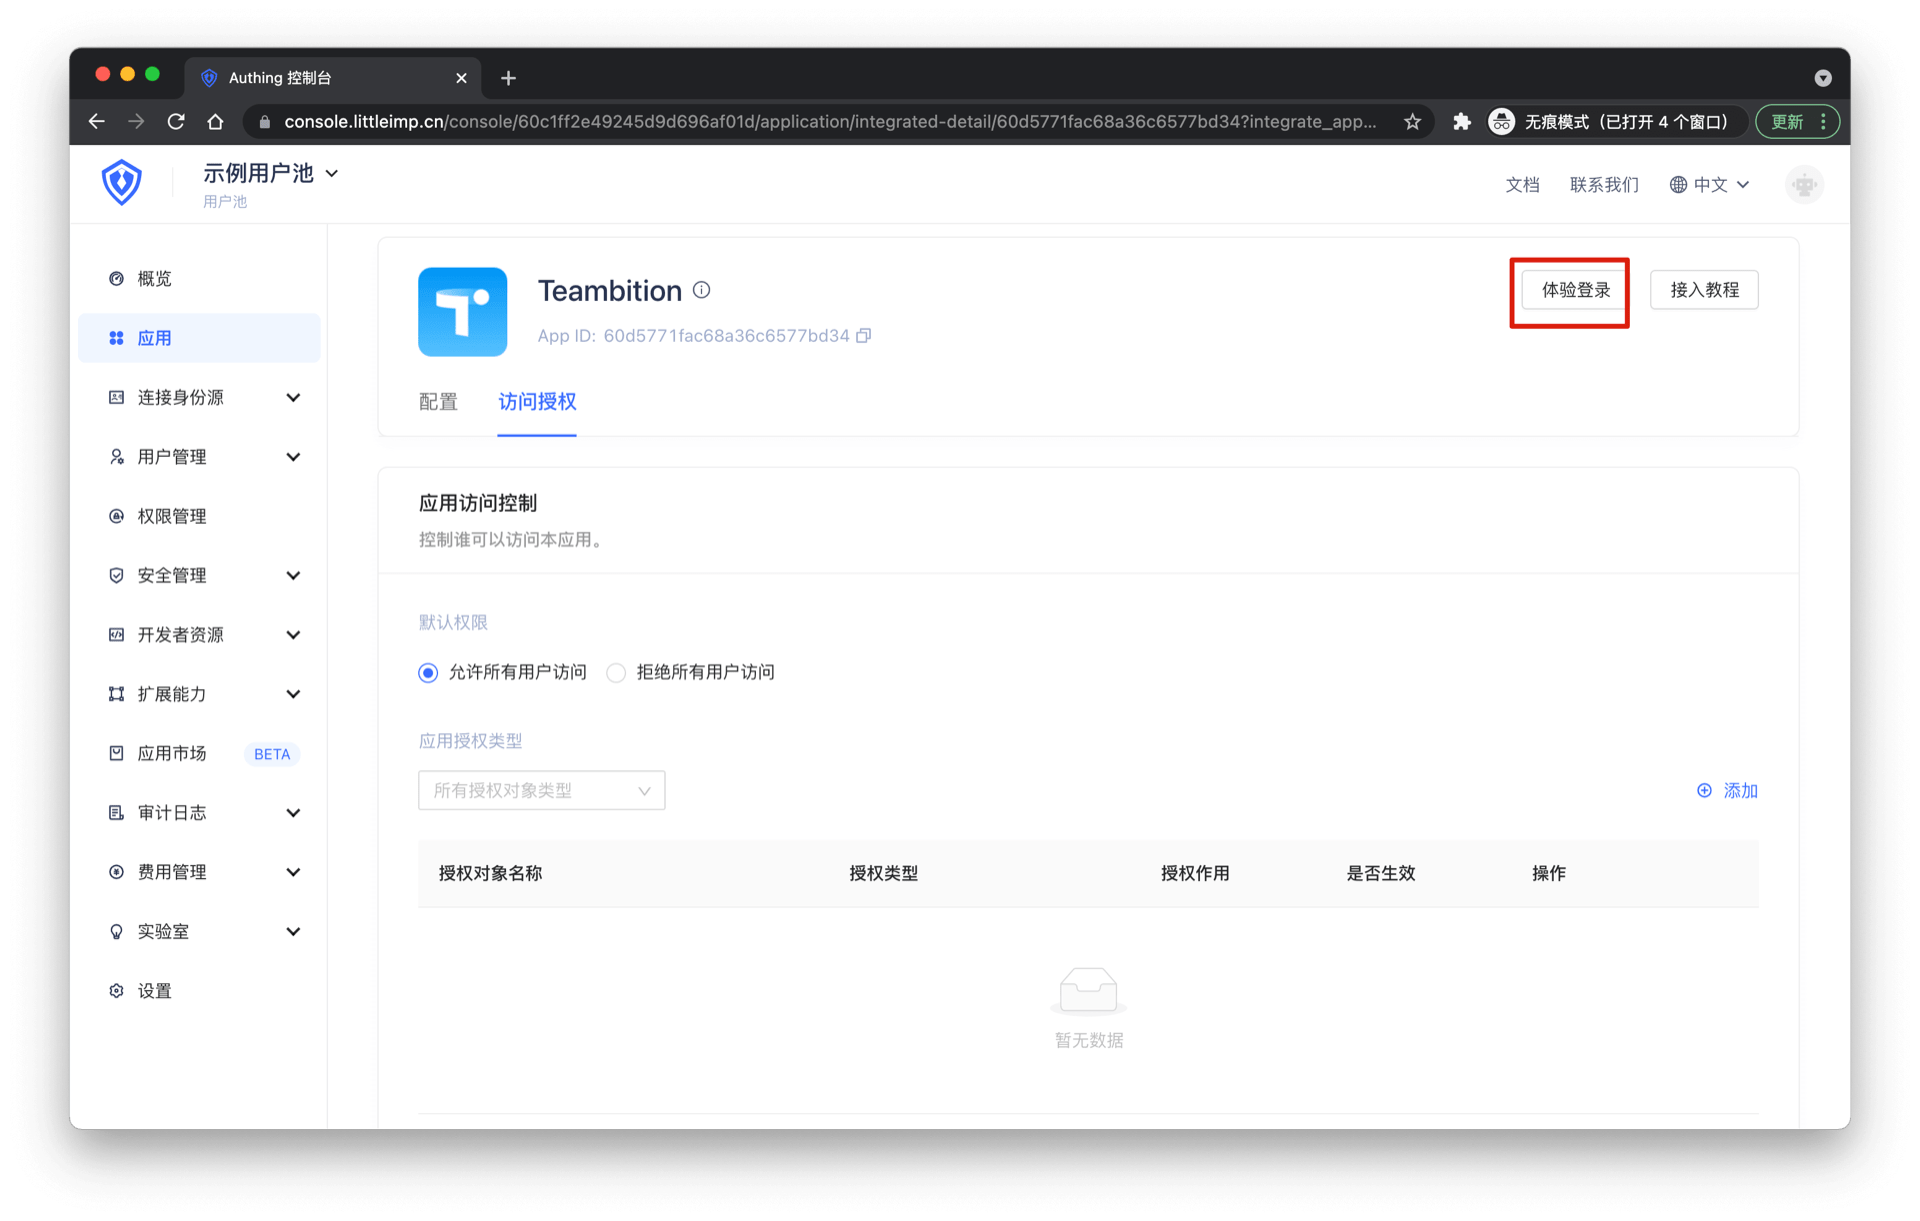 Authing 控制台
console.littleimp.cn/console/60c1ff2e49245d9d696af01d/application/integrated-detail/60d5771fac68a36c6577bd34?integrate_app...
无痕模式（已打开 4 个窗口）
更新
示例用户池
用户池
文档
联系我们
中文
概览
应用
连接身份源
用户管理
权限管理
安全管理
开发者资源
扩展能力
应用市场 BETA
审计日志
费用管理
实验室
设置
Teambition
App ID: 60d5771fac68a36c6577bd34
体验登录
接入教程
配置
访问授权
应用访问控制
控制谁可以访问本应用。
默认权限
允许所有用户访问
拒绝所有用户访问
应用授权类型
所有授权对象类型
添加
授权对象名称 授权类型 授权作用 是否生效 操作
暂无数据